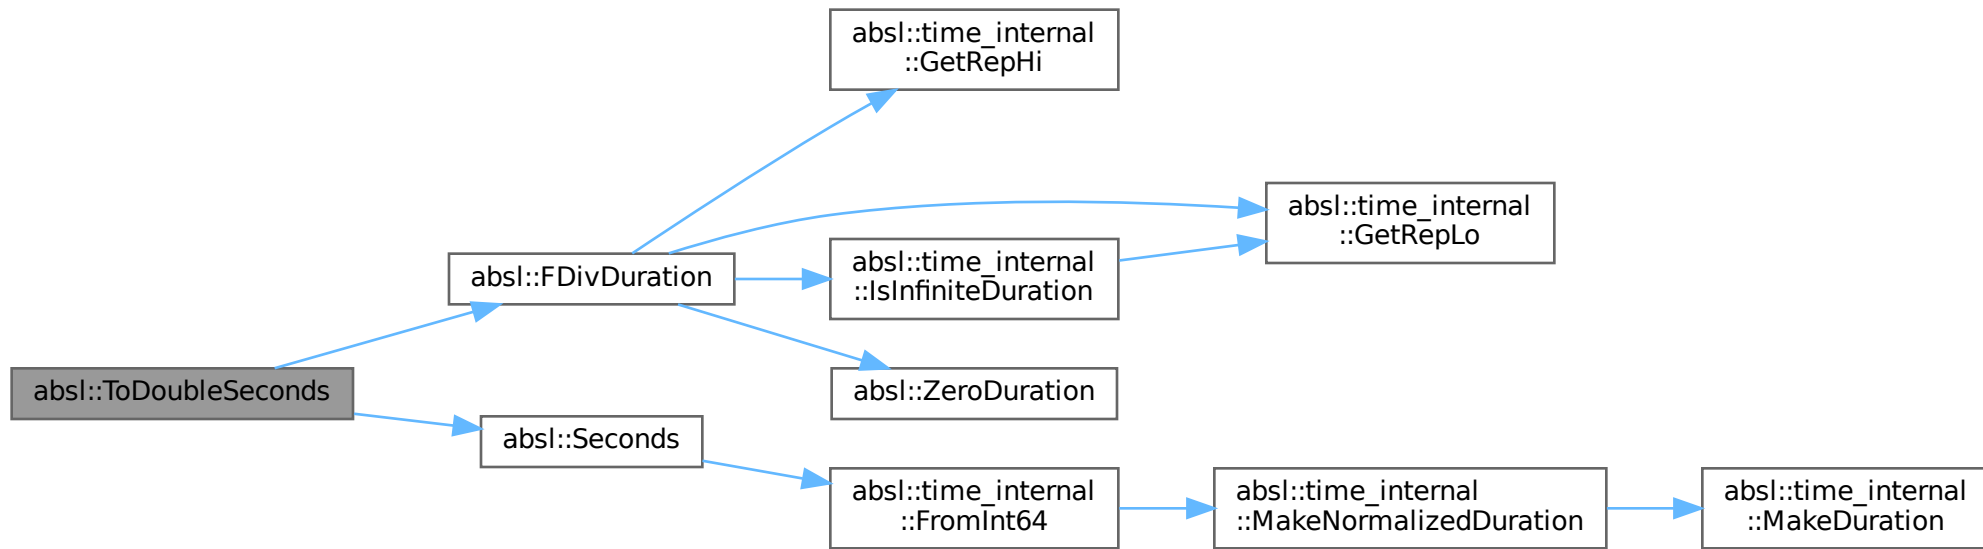 absl::time_internal
::GetRepHi
absl::time_internal
::GetRepLo
absl::FDivDuration
absl::time_internal
::IsInfiniteDuration
absl::ToDoubleSeconds
absl::ZeroDuration
absl::Seconds
absl::time_internal
::FromInt64
absl::time_internal
::MakeNormalizedDuration
absl::time_internal
::MakeDuration